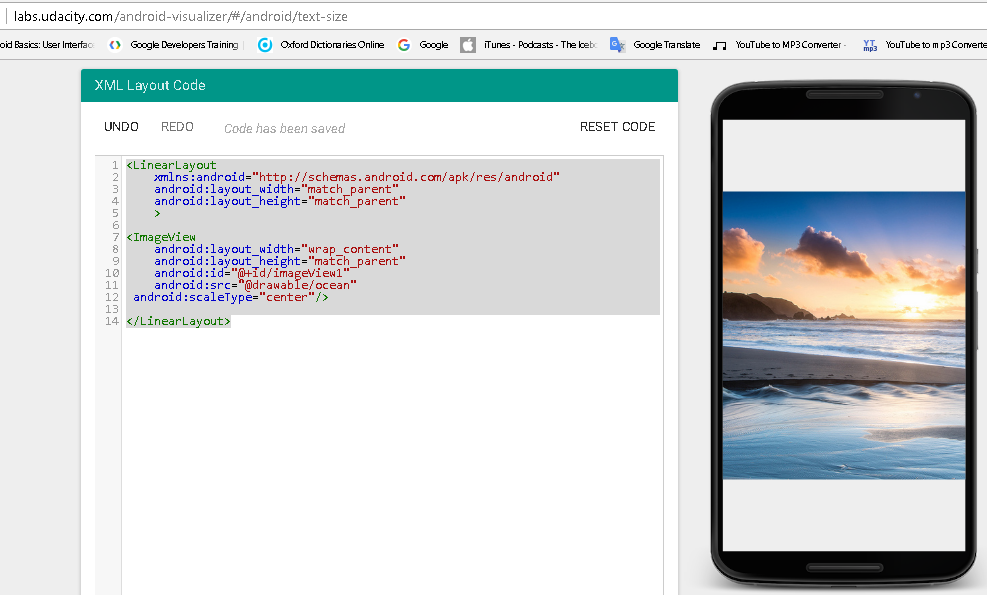 labs.udacity.com/android-visualizer/#/android/text-size
oid Basics: User Interfac Google Developers Training Oxford Dictionaries Online Google iTunes - Podcasts - The Iceb Google Translate YouTube to MP3 Converter - YT mp3 YouTube to mp3 Converte
XML Layout Code
UNDO REDO Code has been saved RESET CODE
1 <LinearLayout
2 xmlns:android="http://schemas.android.com/apk/res/android"
3 android:layout_width="match_parent"
4 android:layout_height="match_parent"
5 >
6
7 <ImageView
8 android:layout_width="wrap_content"
9 android:layout_height="match_parent"
10 android:id="@+id/imageView1"
11 android:src="@drawable/ocean"
12 android:scaleType="center"/>
13
14 </LinearLayout>